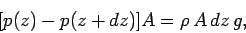 [p(z) − p(z + dz)] A = ρ A dz g,